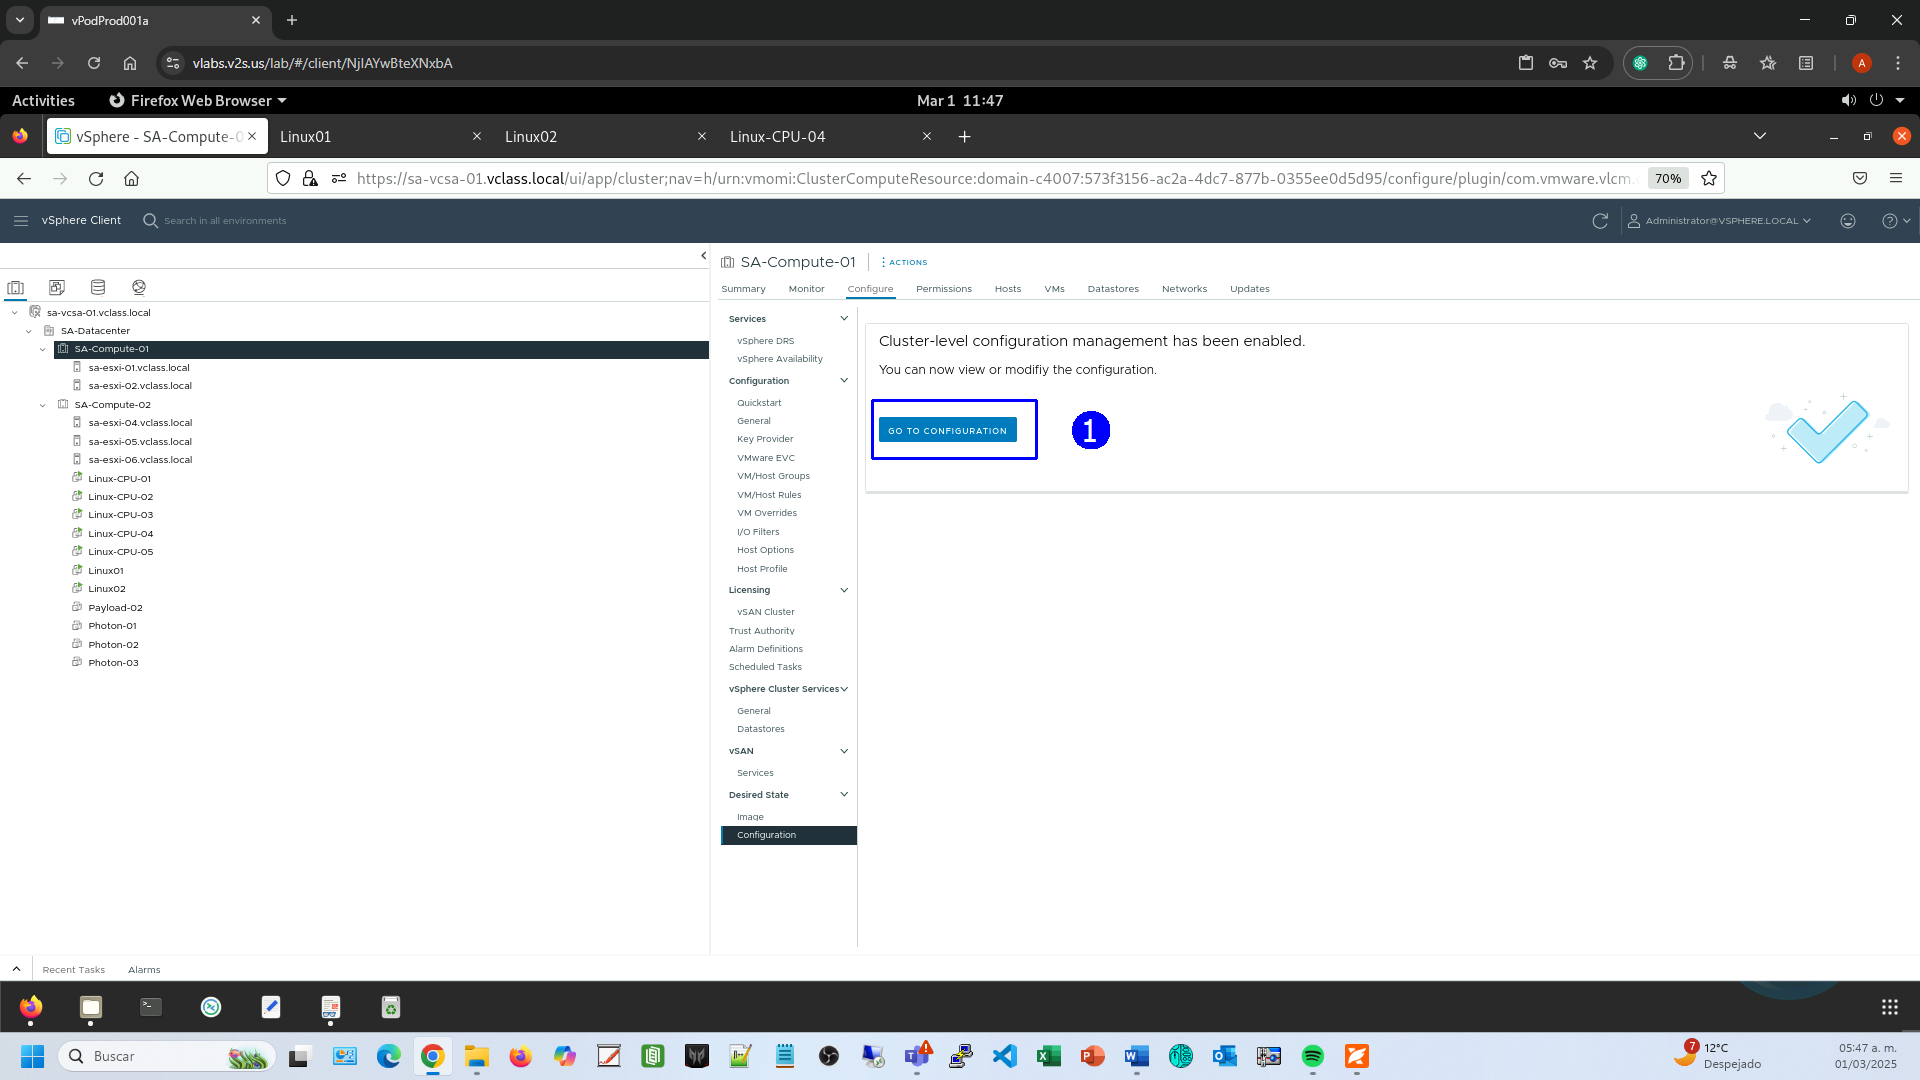 vPodProd001a
vlabs.v2s.us/lab/#/client/NjIAYwBteXNxbA
A
Activities
Firefox Web Browser
Mar 1 11:47
vSphere - SA-Compute-0
Linux01
Linux02
Linux-CPU-04
https://sa-vcsa-01.vclass.local/ui/app/cluster;nav=h/urn:vmomi:ClusterComputeResource:domain-c4007:573f3156-ac2a-4dc7-877b-0355ee0d5d95/configure/plugin/com.vmware.vlcm.
70%
vSphere Client
Search in all environments
Administrator@VSPHERE.LOCAL
SA-Compute-01
ACTIONS
Summary
Monitor
Configure
Permissions
Hosts
VMs
Datastores
Networks
Updates
sa-vcsa-01.vclass.local
SA-Datacenter
SA-Compute-01
sa-esxi-01.vclass.local
sa-esxi-02.vclass.local
SA-Compute-02
sa-esxi-04.vclass.local
sa-esxi-05.vclass.local
sa-esxi-06.vclass.local
Linux-CPU-01
Linux-CPU-02
Linux-CPU-03
Linux-CPU-04
Linux-CPU-05
Linux01
Linux02
Payload-02
Photon-01
Photon-02
Photon-03
Services
vSphere DRS
vSphere Availability
Configuration
Quickstart
General
Key Provider
VMware EVC
VM/Host Groups
VM/Host Rules
VM Overrides
I/O Filters
Host Options
Host Profile
Licensing
vSAN Cluster
Trust Authority
Alarm Definitions
Scheduled Tasks
vSphere Cluster Services
General
Datastores
vSAN
Services
Desired State
Image
Configuration
Cluster-level configuration management has been enabled.
You can now view or modifiy the configuration.
GO TO CONFIGURATION
1
Recent Tasks
Alarms
Buscar
7
12°C
Despejado
05:47 a. m.
01/03/2025